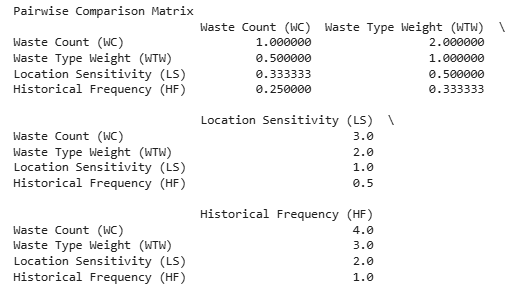 Pairwise Comparison Matrix
Waste Count (WC) Waste Type Weight (WTW) \
Waste Count (WC) 1.000000 2.000000
Waste Type Weight (WTW) 0.500000 1.000000
Location Sensitivity (LS) 0.333333 0.500000
Historical Frequency (HF) 0.250000 0.333333
Location Sensitivity (LS) \
Waste Count (WC) 3.0
Waste Type Weight (WTW) 2.0
Location Sensitivity (LS) 1.0
Historical Frequency (HF) 0.5
Historical Frequency (HF)
Waste Count (WC) 4.0
Waste Type Weight (WTW) 3.0
Location Sensitivity (LS) 2.0
Historical Frequency (HF) 1.0